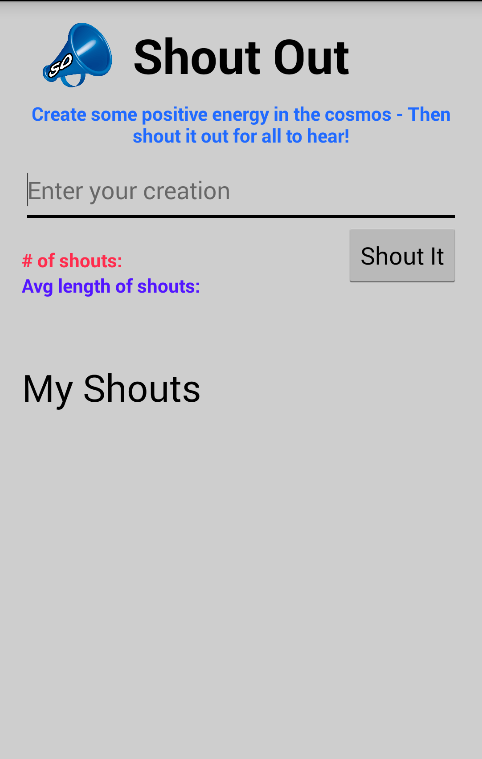 SO
Shout Out
Create some positive energy in the cosmos - Then
shout it out for all to hear!
Enter your creation
Shout It
# of shouts:
Avg length of shouts:
My Shouts